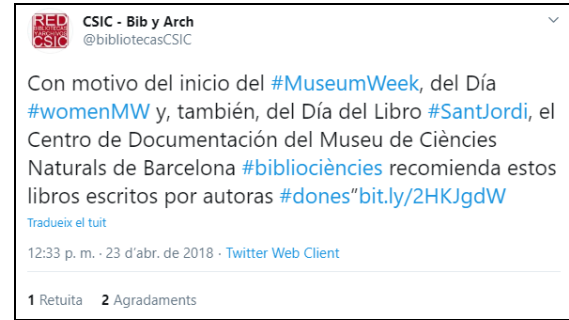 RED
BIBLIOTECAS
Y ARCHIVOS
CSIC
CSIC - Bib y Arch
@bibliotecasCSIC
Con motivo del inicio del #MuseumWeek, del Día
#womenMW y, también, del Día del Libro #SantJordi, el
Centro de Documentación del Museu de Ciències
Naturals de Barcelona #bibliociències recomienda estos
libros escritos por autoras #dones"bit.ly/2HKJgdW
Tradueix el tuit
12:33 p. m. · 23 d'abr. de 2018 · Twitter Web Client
1 Retuita 2 Agradaments